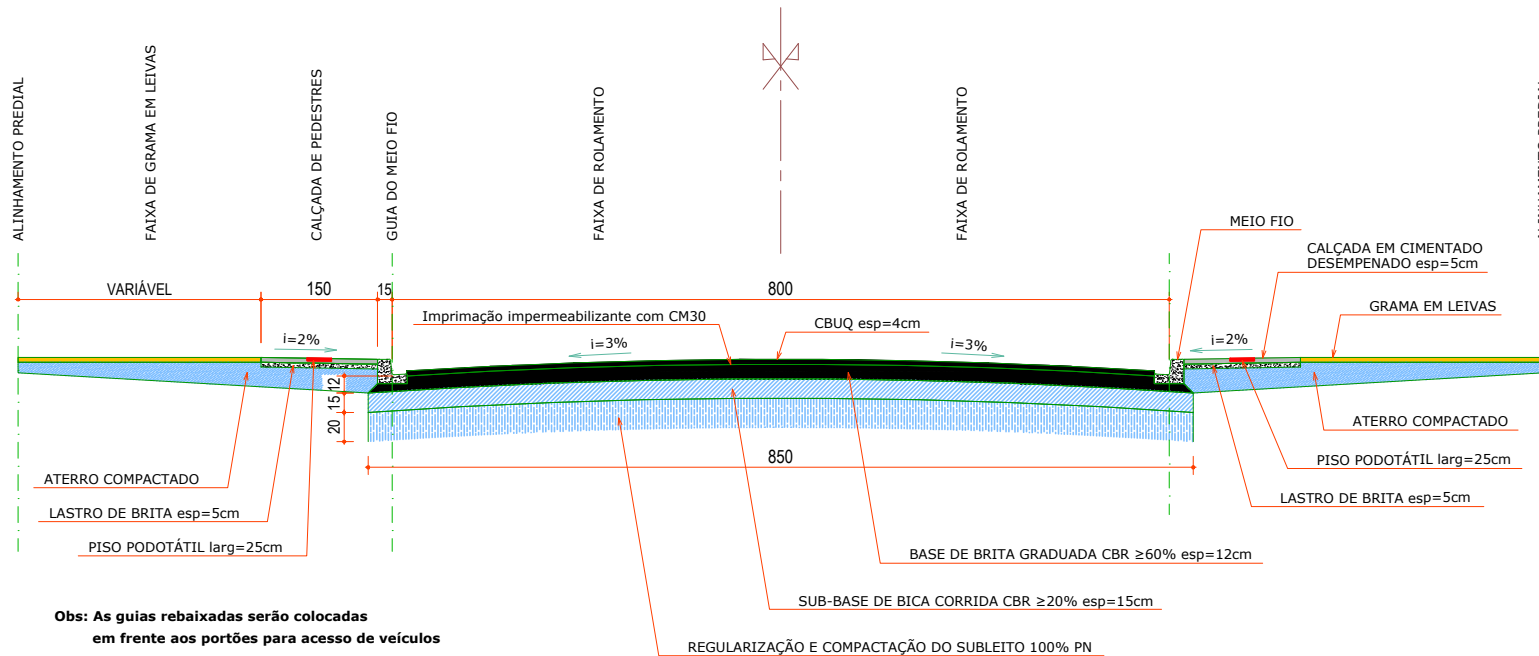 ALINHAMENTO PREDIAL
FAIXA DE GRAMA EM LEIVAS
CALÇADA DE PEDESTRES
GUIA DO MEIO FIO
FAIXA DE ROLAMENTO
FAIXA DE ROLAMENTO
MEIO FIO
CALÇADA EM CIMENTADO
DESEMPENADO esp=5cm
VARIÁVEL
150
15
800
GRAMA EM LEIVAS
Imprimação impermeabilizante com CM30
CBUQ esp=4cm
i=2%
i=3%
i=3%
i=2%
12
15
20
ATERRO COMPACTADO
850
PISO PODOTÁTIL larg=25cm
ATERRO COMPACTADO
LASTRO DE BRITA esp=5cm
LASTRO DE BRITA esp=5cm
PISO PODOTÁTIL larg=25cm
BASE DE BRITA GRADUADA CBR ≥60% esp=12cm
SUB-BASE DE BICA CORRIDA CBR ≥20% esp=15cm
Obs: As guias rebaixadas serão colocadas
em frente aos portões para acesso de veículos
REGULARIZAÇÃO E COMPACTAÇÃO DO SUBLEITO 100% PN